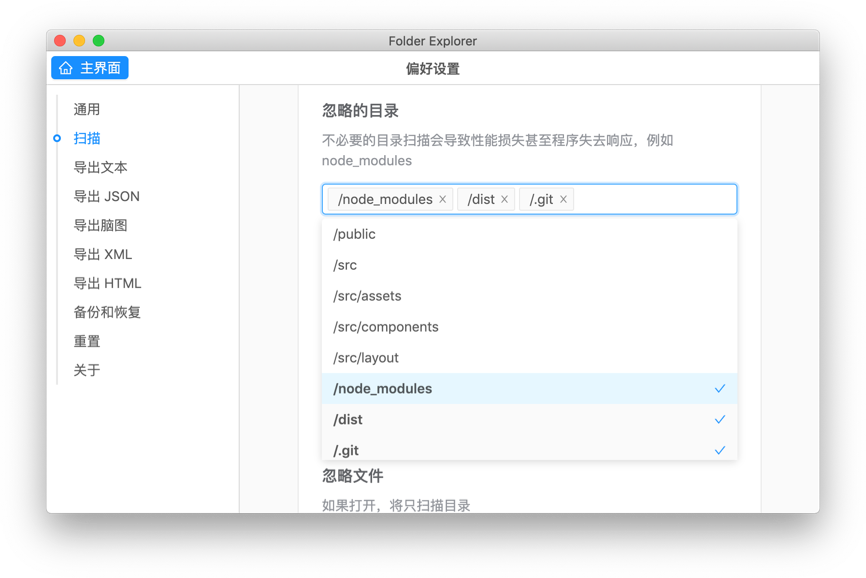 Folder Explorer
主界面
偏好设置
通用
扫描
导出文本
导出 JSON
导出脑图
导出 XML
导出 HTML
备份和恢复
重置
关于
忽略的目录
不必要的目录扫描会导致性能损失甚至程序失去响应，例如
node_modules
/node_modules × /dist × /.git ×
/public
/src
/src/assets
/src/components
/src/layout
/node_modules
/dist
/.git
忽略文件
如果打开，将只扫描目录